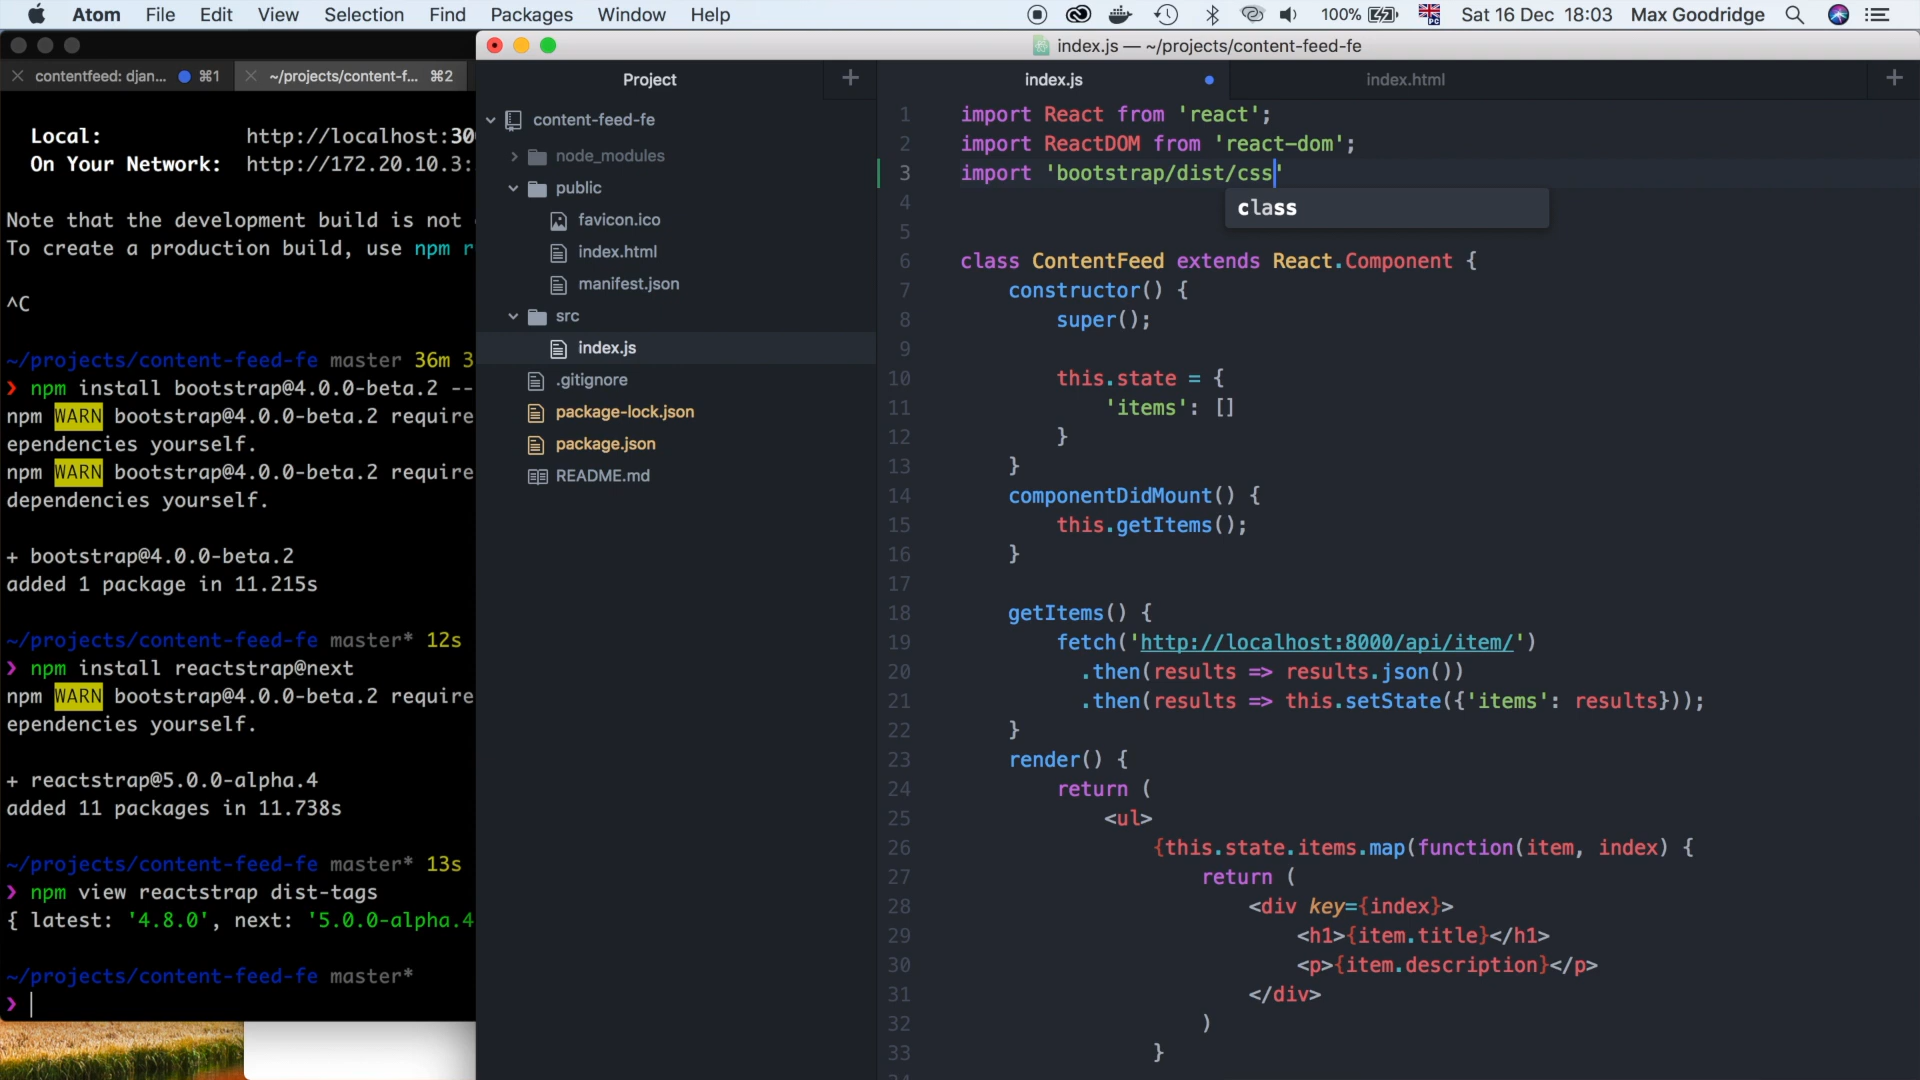 Atom File Edit View Selection Find Packages Window Help 100% Sat 16 Dec 18:03 Max Goodridge
contentfeed: djan... ⌘1 ~/projects/content-f... ⌘2
Local: http://localhost:30
On Your Network: http://172.20.10.3:
Note that the development build is not
To create a production build, use npm r
^C
~/projects/content-feed-fe master 36m 3
❯ npm install bootstrap@4.0.0-beta.2 --
npm WARN bootstrap@4.0.0-beta.2 require
ependencies yourself.
npm WARN bootstrap@4.0.0-beta.2 require
dependencies yourself.
+ bootstrap@4.0.0-beta.2
added 1 package in 11.215s
~/projects/content-feed-fe master* 12s
❯ npm install reactstrap@next
npm WARN bootstrap@4.0.0-beta.2 require
ependencies yourself.
+ reactstrap@5.0.0-alpha.4
added 11 packages in 11.738s
~/projects/content-feed-fe master* 13s
❯ npm view reactstrap dist-tags
{ latest: '4.8.0', next: '5.0.0-alpha.4
~/projects/content-feed-fe master*
❯
index.js — ~/projects/content-feed-fe
Project
content-feed-fe
node_modules
public
favicon.ico
index.html
manifest.json
src
index.js
.gitignore
package-lock.json
package.json
README.md
index.js index.html
1 import React from 'react';
2 import ReactDOM from 'react-dom';
3 import 'bootstrap/dist/css'
class
4
5
6 class ContentFeed extends React.Component {
7 constructor() {
8 super();
9
10 this.state = {
11 'items': []
12 }
13 }
14 componentDidMount() {
15 this.getItems();
16 }
17
18 getItems() {
19 fetch('http://localhost:8000/api/item/')
20 .then(results => results.json())
21 .then(results => this.setState({'items': results}));
22 }
23 render() {
24 return (
25 <ul>
26 {this.state.items.map(function(item, index) {
27 return (
28 <div key={index}>
29 <h1>{item.title}</h1>
30 <p>{item.description}</p>
31 </div>
32 )
33 }